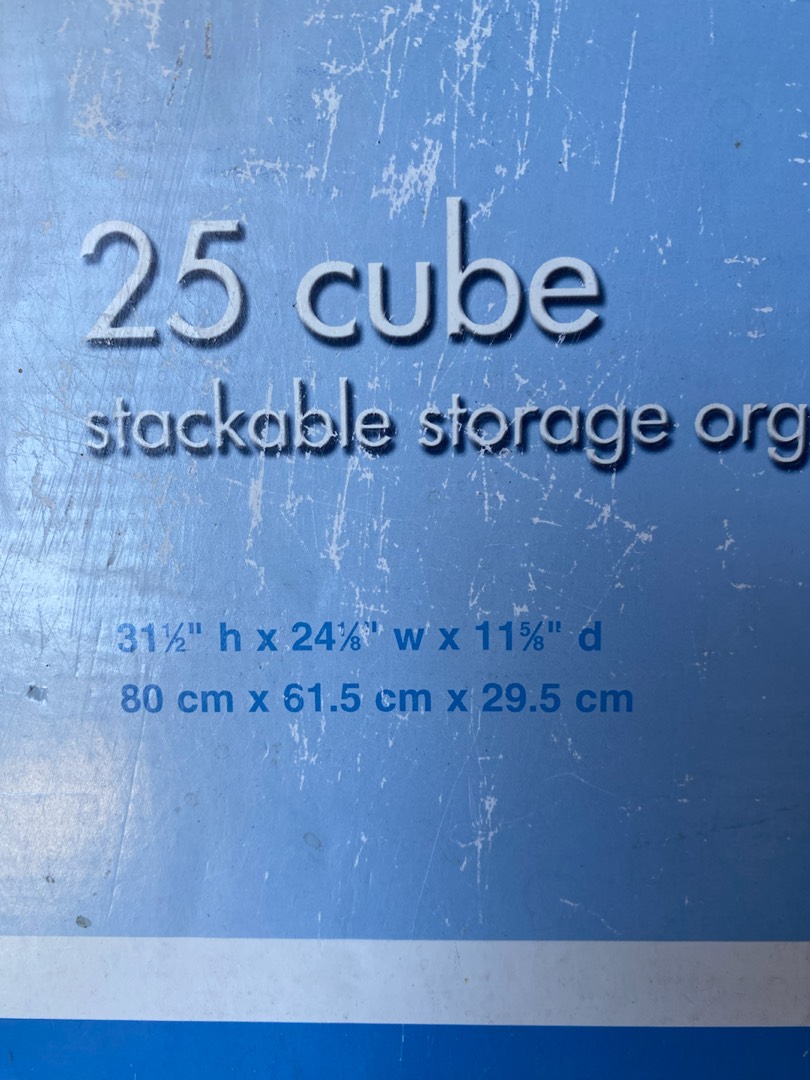 25 cube
stackable storage org
31½" h x 24⅛" w x 11⅝" d
80 cm x 61.5 cm x 29.5 cm